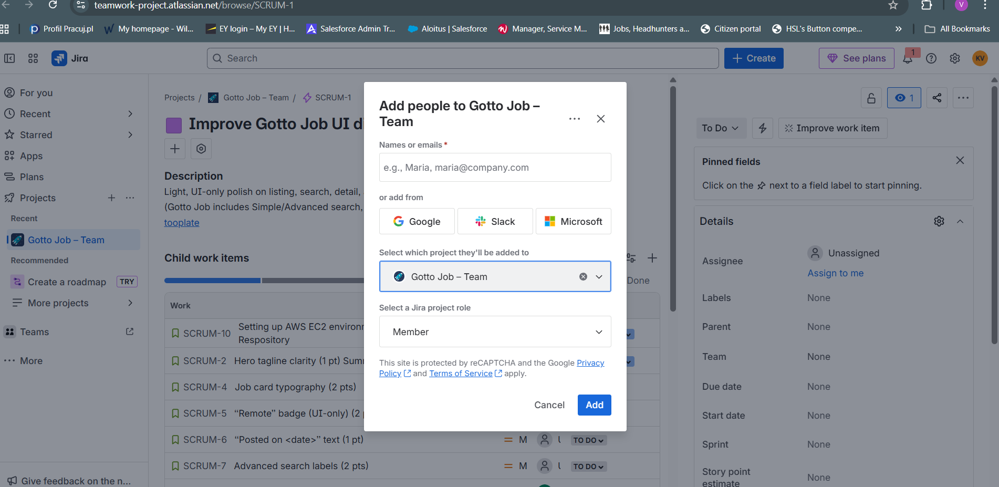 teamwork-project.atlassian.net/browse/SCRUM-1
V
Profil Pracuj.pl
My homepage - Wil...
EY login – My EY | H...
Salesforce Admin Tr...
Aloitus | Salesforce
Manager, Service M...
Jobs, Headhunters a...
Citizen portal
HSL's Button compe...
All Bookmarks
Jira
Search
Create
See plans
1
KV
For you
Recent
Starred
Apps
Plans
Projects
Recent
Gotto Job – Team
Recommended
Create a roadmap TRY
More projects
Teams
More
Give feedback on the n...
Projects / Gotto Job – Team / SCRUM-1
Improve Gotto Job UI
Description
Light, UI-only polish on listing, search, detail,
(Gotto Job includes Simple/Advanced search,
tooplate
Child work items
Done
Work
SCRUM-10 Setting up AWS EC2
Respository
SCRUM-2 Hero tagline clarity (1 pt)
SCRUM-4 Job card typography (2 pts)
SCRUM-5 “Remote” badge (UI-only)
SCRUM-6 “Posted on <date>” text (1 pt) M TO DO
SCRUM-7 Advanced search labels (2 pts) M TO DO
Add people to Gotto Job –
Team
Names or emails *
e.g., Maria, maria@company.com
or add from
Google
Slack
Microsoft
Select which project they'll be added to
Gotto Job – Team
Select a Jira project role
Member
This site is protected by reCAPTCHA and the Google Privacy
Policy and Terms of Service apply.
Cancel
Add
1
To Do
Improve work item
Pinned fields
Click on the next to a field label to start pinning.
Details
Assignee
Unassigned
Assign to me
Labels None
Parent None
Team None
Due date None
Start date None
Sprint None
Story point
estimate
None